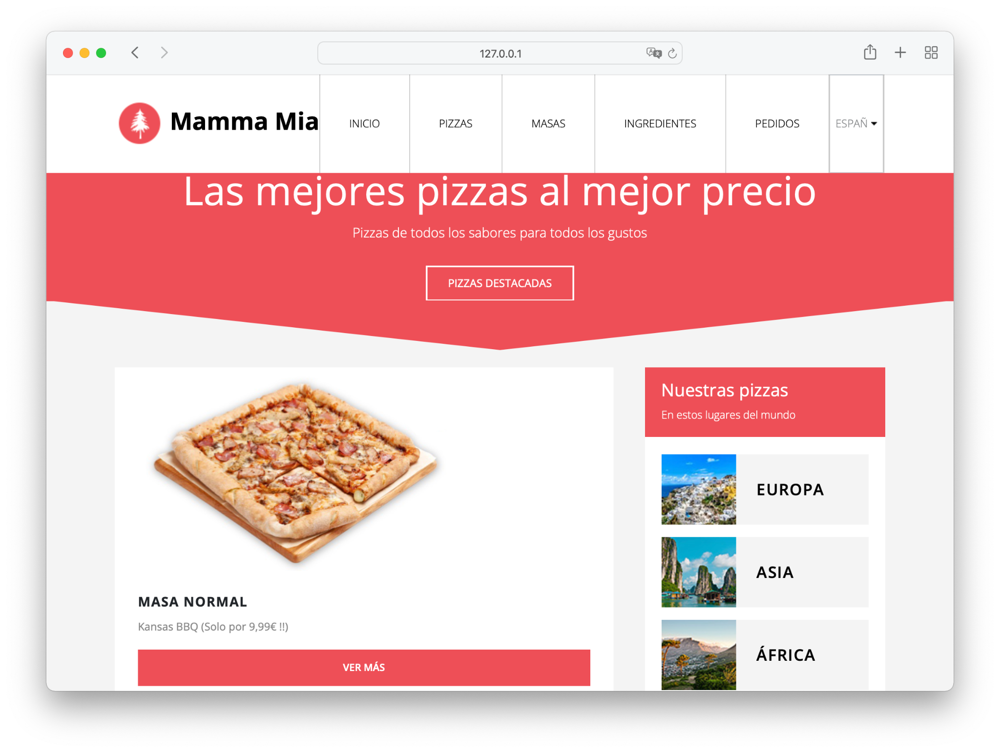 127.0.0.1
Mamma Mia
INICIO
PIZZAS
MASAS
INGREDIENTES
PEDIDOS
ESPAÑ
Las mejores pizzas al mejor precio
Pizzas de todos los sabores para todos los gustos
PIZZAS DESTACADAS
MASA NORMAL
Kansas BBQ (Solo por 9,99€ !!)
VER MÁS
Nuestras pizzas
En estos lugares del mundo
EUROPA
ASIA
ÁFRICA